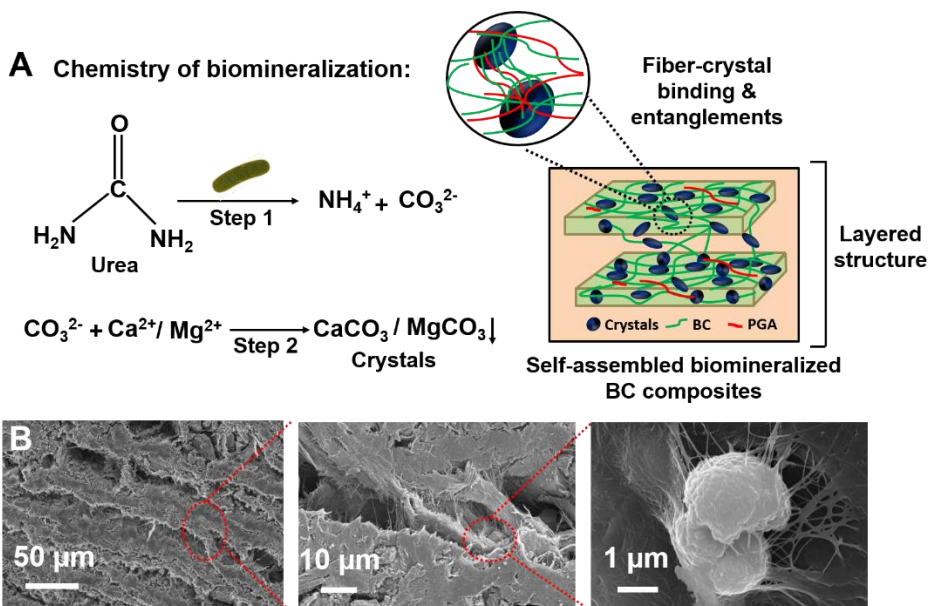 A Chemistry of biomineralization:
Fiber-crystal
binding &
entanglements
O
C
H₂N NH₂
Urea
Step 1
NH₄⁺ + CO₃²⁻
CO₃²⁻ + Ca²⁺/ Mg²⁺
Step 2
CaCO₃ / MgCO₃↓
Crystals
Crystals BC PGA
Layered
structure
Self-assembled biomineralized
BC composites
B
50 µm
10 µm
1 µm